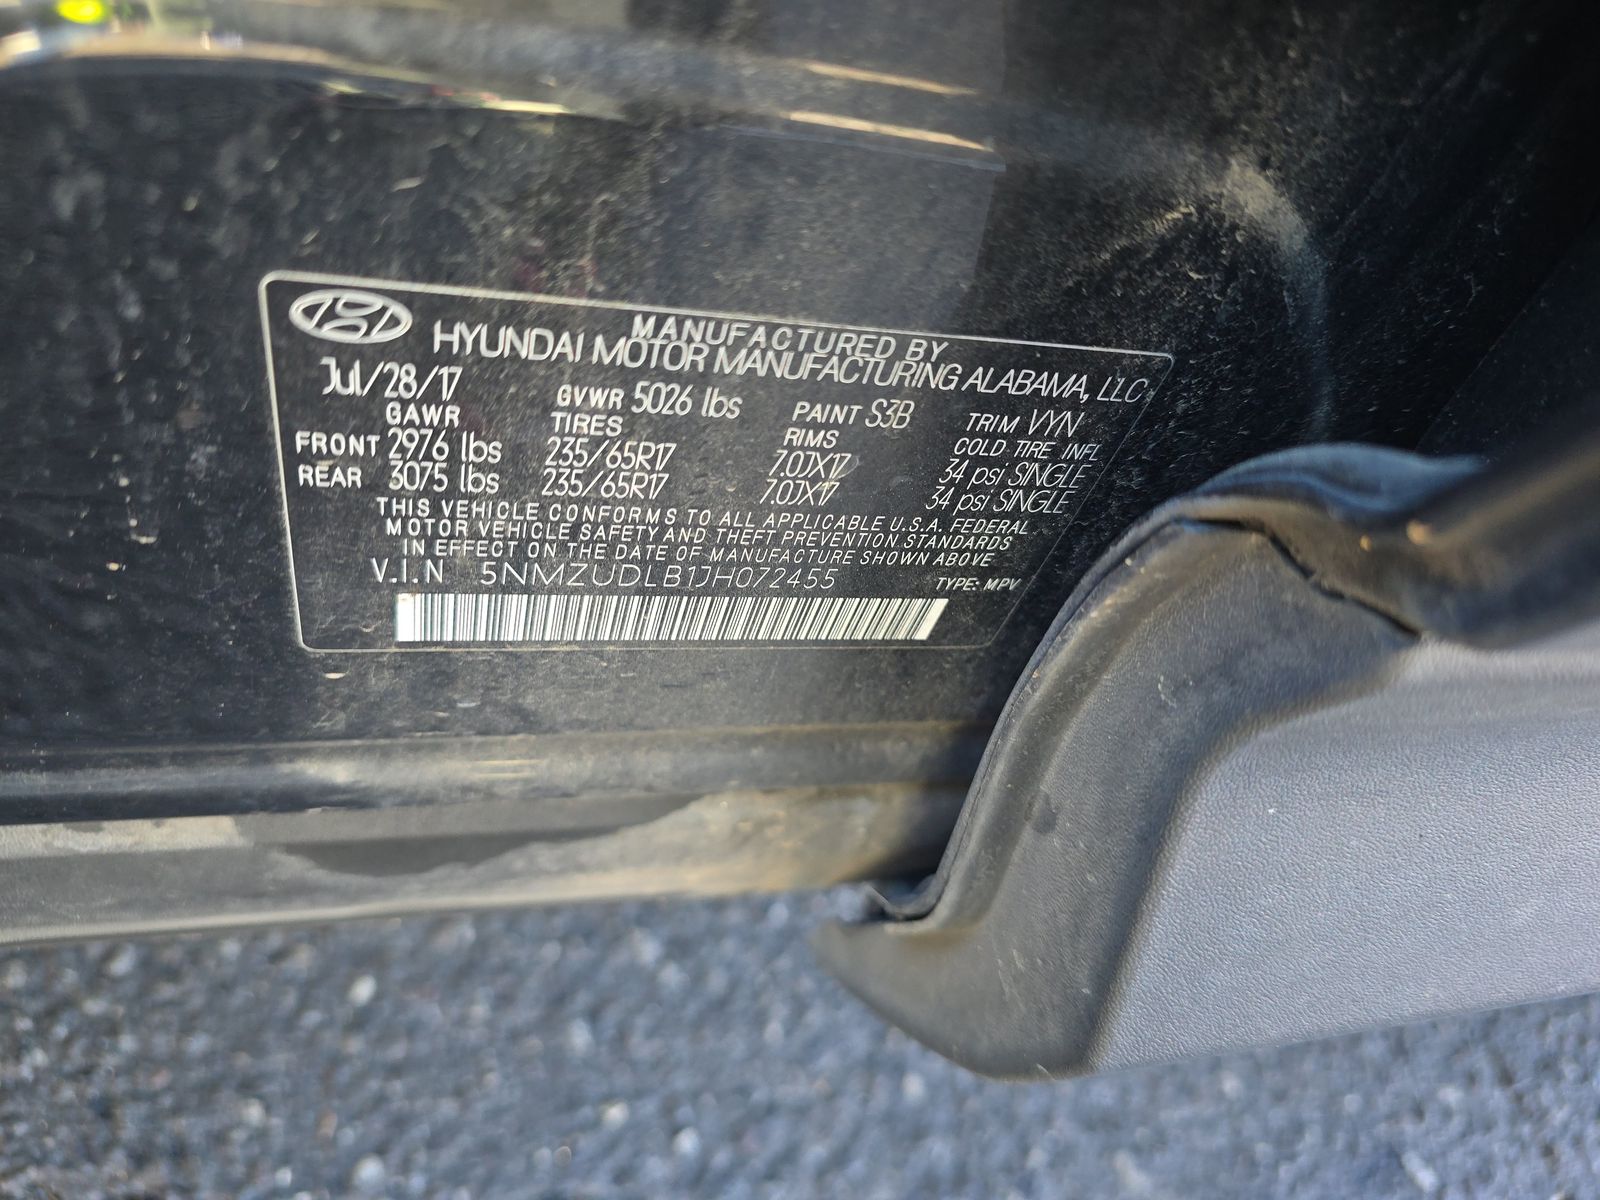 MANUFACTURED BY
HYUNDAI MOTOR MANUFACTURING ALABAMA, LLC
Jul/28/17 GVWR 5026 lbs PAINT S3B TRIM VYN
GAWR TIRES RIMS COLD TIRE INFL
FRONT 2976 lbs 235/65R17 7.0JX17 34 psi SINGLE
REAR 3075 lbs 235/65R17 7.0JX17 34 psi SINGLE
THIS VEHICLE CONFORMS TO ALL APPLICABLE U.S.A. FEDERAL
MOTOR VEHICLE SAFETY AND THEFT PREVENTION STANDARDS
IN EFFECT ON THE DATE OF MANUFACTURE SHOWN ABOVE
V.I.N 5NMZUDLB1JH072455 TYPE: MPV